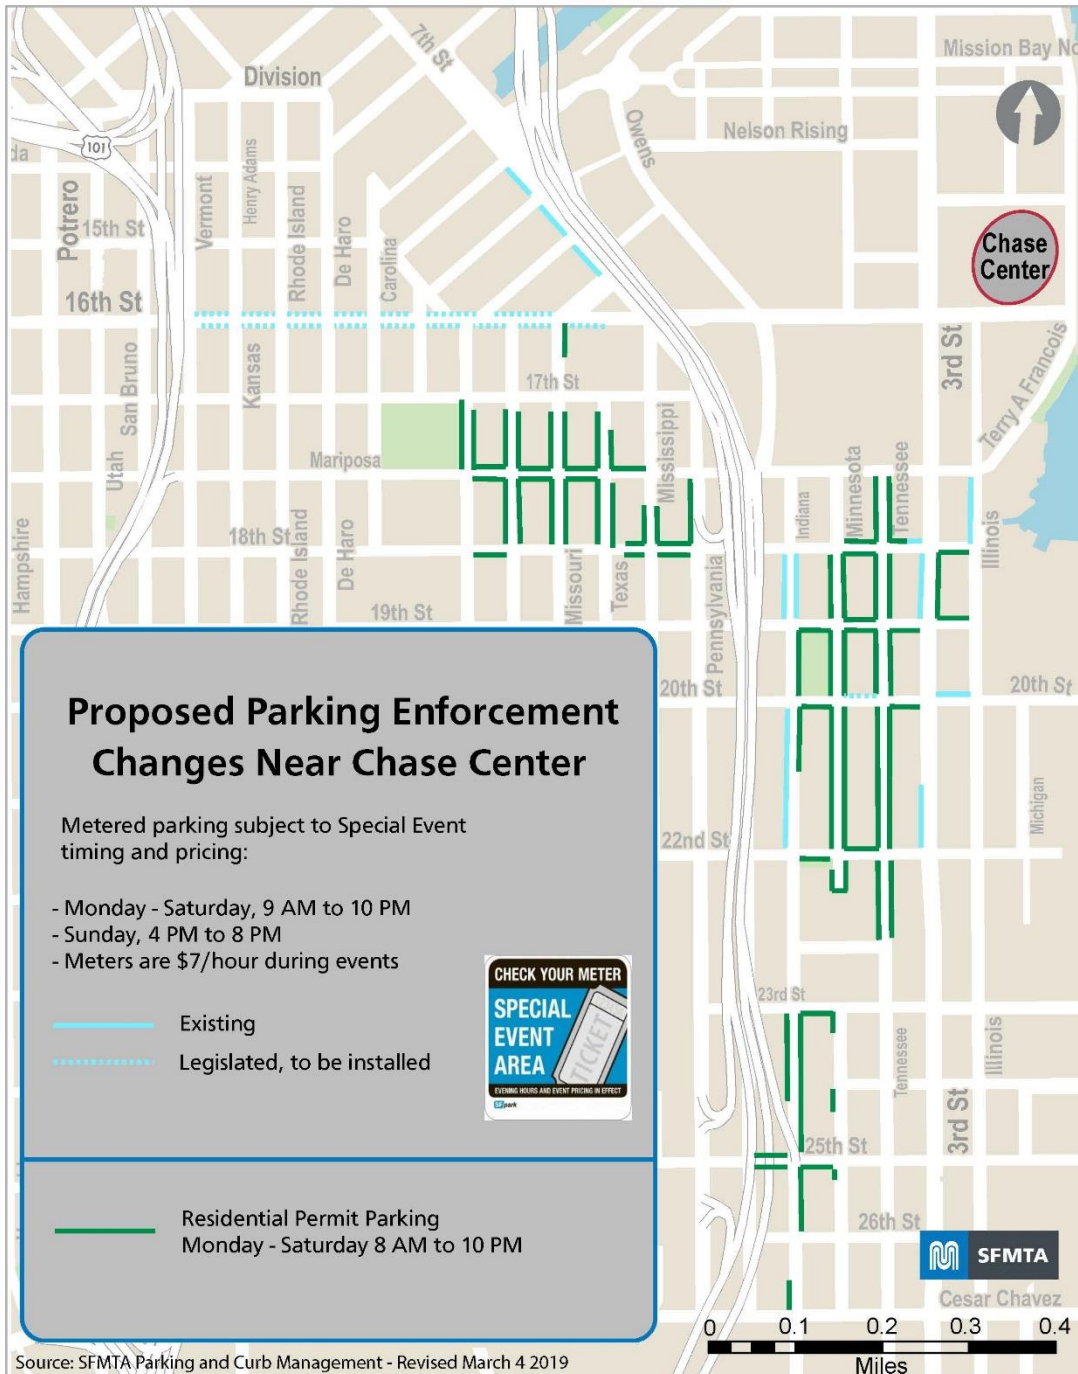 7th St
Mission Bay No
Division
101
Owens
Nelson Rising
da
Potrero
15th St
Vermont
Henry Adams
Rhode Island
De Haro
Carolina
Chase
Center
16th St
3rd St
Terry A Francois
San Bruno
Utah
Kansas
17th St
Mississippi
Mariposa
Hampshire
18th St
Rhode Island
De Haro
Missouri
Texas
Pennsylvania
Indiana
Minnesota
Tennessee
Illinois
19th St
20th St
20th St
Michigan
22nd St
23rd St
Tennessee
Illinois
3rd St
25th St
26th St
Cesar Chavez
Proposed Parking Enforcement
Changes Near Chase Center
Metered parking subject to Special Event
timing and pricing:
- Monday - Saturday, 9 AM to 10 PM
- Sunday, 4 PM to 8 PM
- Meters are $7/hour during events
Existing
Legislated, to be installed
CHECK YOUR METER
SPECIAL
EVENT
AREA
TICKET
EVENING HOURS AND EVENT PRICING IN EFFECT
SFpark
Residential Permit Parking
Monday - Saturday 8 AM to 10 PM
SFMTA
0 0.1 0.2 0.3 0.4
Miles
Source: SFMTA Parking and Curb Management - Revised March 4 2019